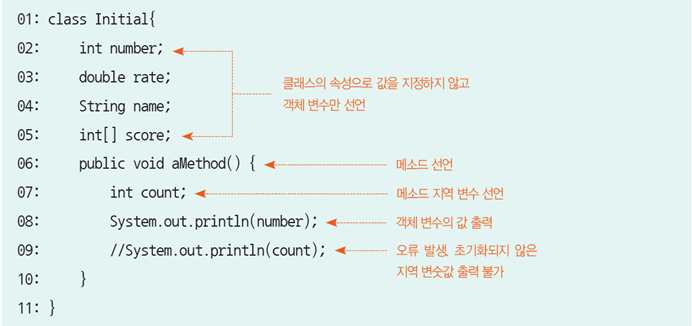 01: class Initial{
02: int number;
03: double rate;
클래스의 속성으로 값을 지정하지 않고
04: String name;
객체 변수만 선언
05: int[] score;
06: public void aMethod() { 메소드 선언
07: int count; 메소드 지역 변수 선언
08: System.out.println(number); 객체 변수의 값 출력
09: //System.out.println(count); 오류 발생, 초기화되지 않은
지역 변숫값 출력 불가
10: }
11: }